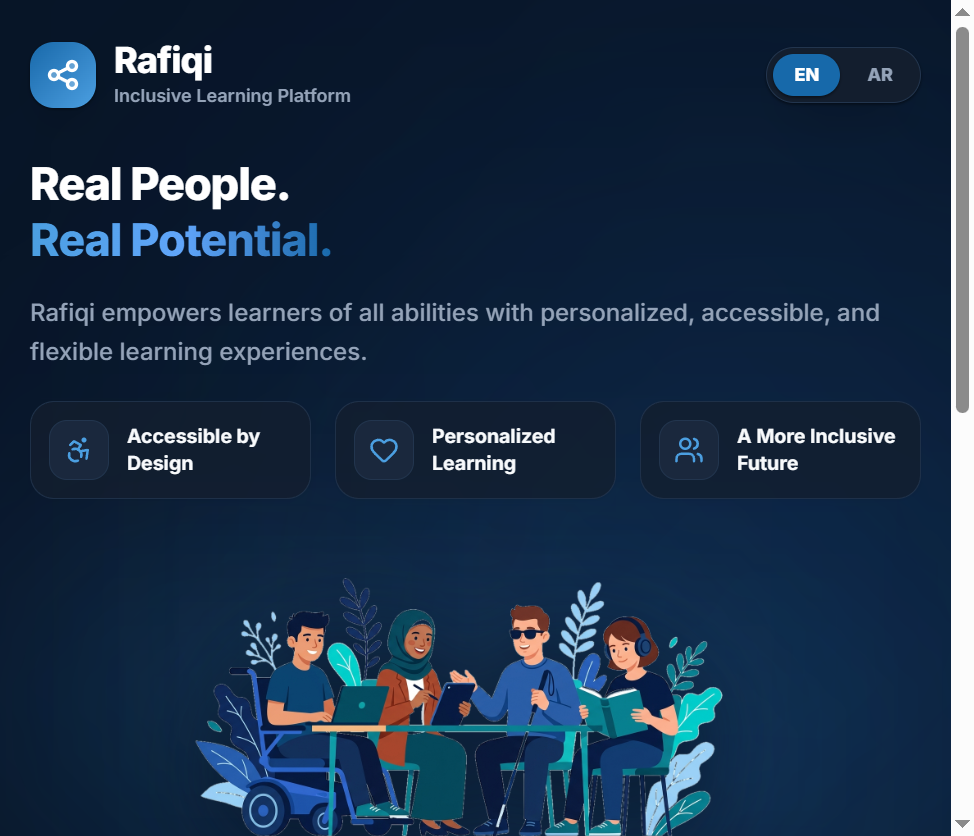 Rafiqi
Inclusive Learning Platform
EN
AR
Real People.
Real Potential.
Rafiqi empowers learners of all abilities with personalized, accessible, and
flexible learning experiences.
Accessible by
Design
Personalized
Learning
A More Inclusive
Future